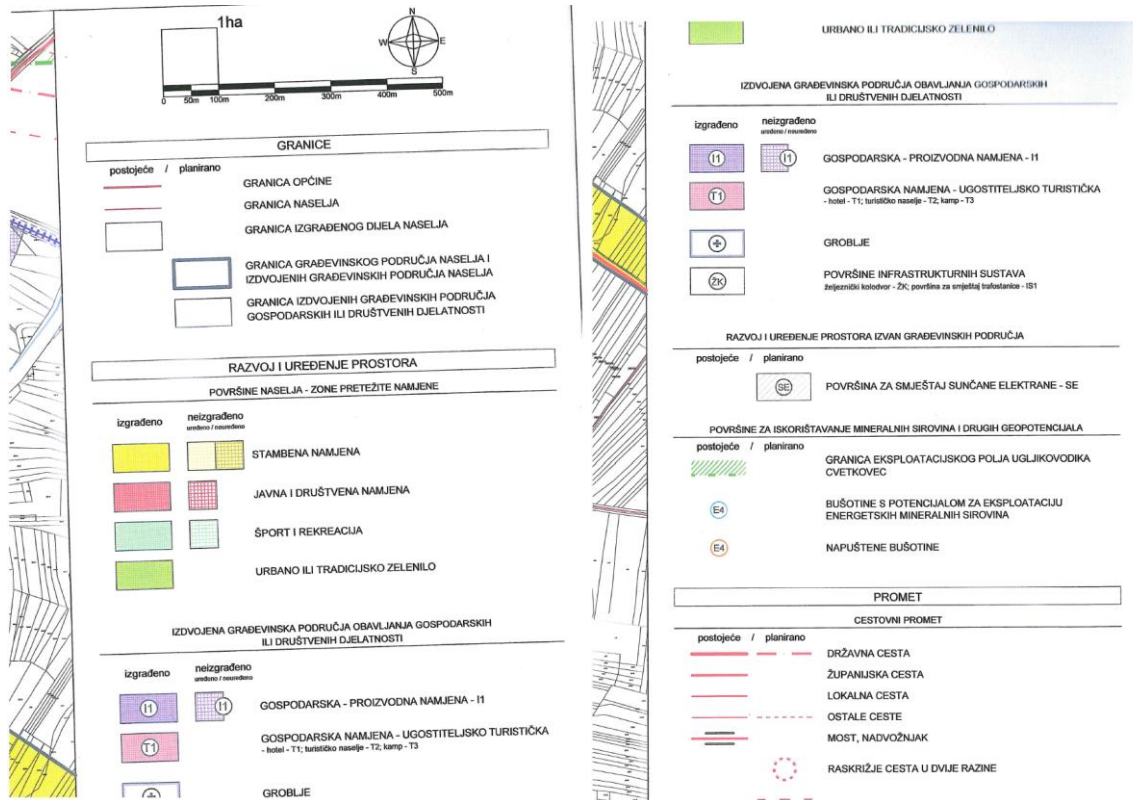 1ha
N
W
E
S
0 50m 100m 200m 300m 400m 500m
GRANICE
postojeće / planirano
GRANICA OPĆINE
GRANICA NASELJA
GRANICA IZGRAĐENOG DIJELA NASELJA
GRANICA GRAĐEVINSKOG PODRUČJA NASELJA I
IZDVOJENIH GRAĐEVINSKIH PODRUČJA NASELJA
GRANICA IZDVOJENIH GRAĐEVINSKIH PODRUČJA
GOSPODARSKIH ILI DRUŠTVENIH DJELATNOSTI
RAZVOJ I UREĐENJE PROSTORA
POVRŠINE NASELJA - ZONE PRETEŽITE NAMJENE
izgrađeno
neizgrađeno
uređeno / neuređeno
STAMBENA NAMJENA
JAVNA I DRUŠTVENA NAMJENA
ŠPORT I REKREACIJA
URBANO ILI TRADICIJSKO ZELENILO
IZDVOJENA GRAĐEVINSKA PODRUČJA OBAVLJANJA GOSPODARSKIH
ILI DRUŠTVENIH DJELATNOSTI
izgrađeno
neizgrađeno
uređeno / neuređeno
I1
I1
GOSPODARSKA - PROIZVODNA NAMJENA - I1
T1
GOSPODARSKA NAMJENA - UGOSTITELJSKO TURISTIČKA
- hotel - T1; turističko naselje - T2; kamp - T3
GROBLJE
URBANO ILI TRADICIJSKO ZELENILO
IZDVOJENA GRAĐEVINSKA PODRUČJA OBAVLJANJA GOSPODARSKIH
ILI DRUŠTVENIH DJELATNOSTI
izgrađeno
neizgrađeno
uređeno / neuređeno
I1
I1
GOSPODARSKA - PROIZVODNA NAMJENA - I1
T1
GOSPODARSKA NAMJENA - UGOSTITELJSKO TURISTIČKA
- hotel - T1; turističko naselje - T2; kamp - T3
GROBLJE
ŽK
POVRŠINE INFRASTRUKTURNIH SUSTAVA
željeznički kolodvor - ŽK; površina za smještaj trafostanice - IS1
RAZVOJ I UREĐENJE PROSTORA IZVAN GRAĐEVINSKIH PODRUČJA
postojeće / planirano
SE
POVRŠINA ZA SMJEŠTAJ SUNČANE ELEKTRANE - SE
POVRŠINE ZA ISKORIŠTAVANJE MINERALNIH SIROVINA I DRUGIH GEOPOTENCIJALA
postojeće / planirano
GRANICA EKSPLOATACIJSKOG POLJA UGLJIKOVODIKA
CVETKOVEC
E4
BUŠOTINE S POTENCIJALOM ZA EKSPLOATACIJU
ENERGETSKIH MINERALNIH SIROVINA
E4
NAPUŠTENE BUŠOTINE
PROMET
CESTOVNI PROMET
postojeće / planirano
DRŽAVNA CESTA
ŽUPANIJSKA CESTA
LOKALNA CESTA
OSTALE CESTE
MOST, NADVOŽNJAK
RASKRIŽJE CESTA U DVIJE RAZINE